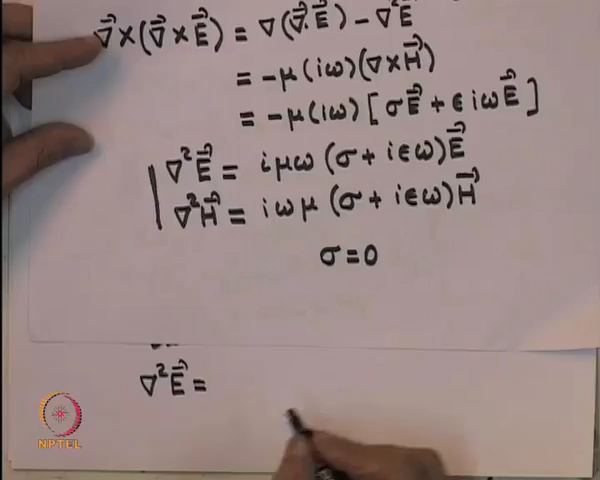 ∇⃗×(∇⃗×E⃗) = ∇(∇⃗.E⃗) − ∇²E⃗
= −μ(iω)(∇×H⃗)
= −μ(iω)[σE⃗ + ϵiωE⃗]
∇²E⃗ = iμω(σ + iϵω)E⃗
∇²H⃗ = iωμ(σ + iϵω)H⃗
σ = 0
∇²E⃗ =
NPTEL